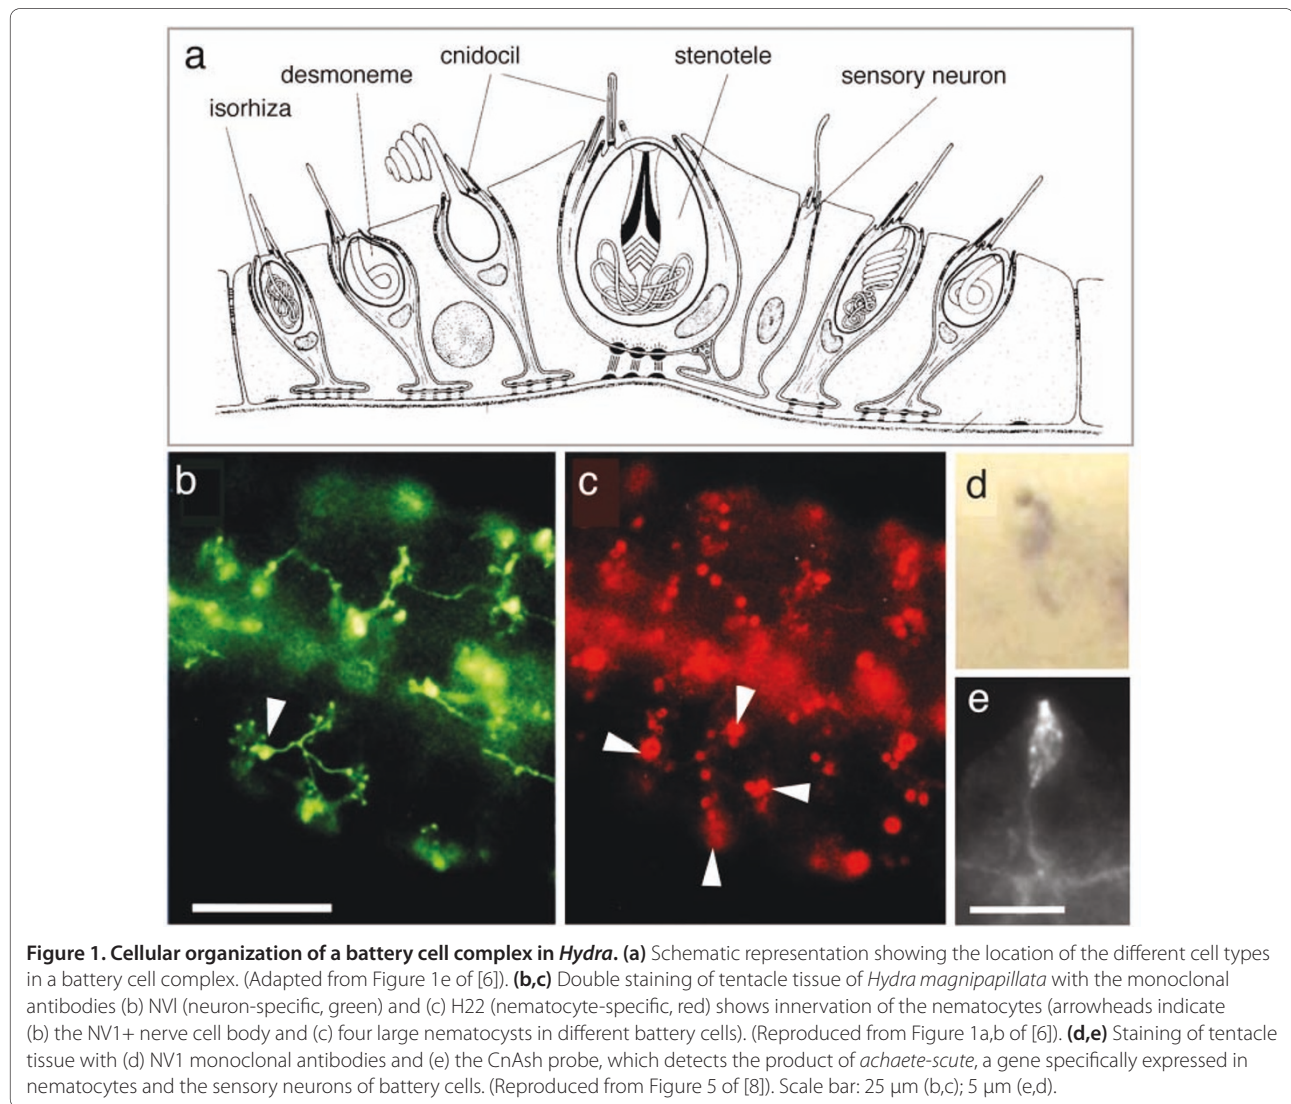 a
cnidocil
stenotele
desmoneme
sensory neuron
isorhiza
b
c
d
e
Figure 1. Cellular organization of a battery cell complex in Hydra. (a) Schematic representation showing the location of the different cell types
in a battery cell complex. (Adapted from Figure 1e of [6]). (b,c) Double staining of tentacle tissue of Hydra magnipapillata with the monoclonal
antibodies (b) NVl (neuron-specific, green) and (c) H22 (nematocyte-specific, red) shows innervation of the nematocytes (arrowheads indicate
(b) the NV1+ nerve cell body and (c) four large nematocysts in different battery cells). (Reproduced from Figure 1a,b of [6]). (d,e) Staining of tentacle
tissue with (d) NV1 monoclonal antibodies and (e) the CnAsh probe, which detects the product of achaete-scute, a gene specifically expressed in
nematocytes and the sensory neurons of battery cells. (Reproduced from Figure 5 of [8]). Scale bar: 25 μm (b,c); 5 μm (e,d).